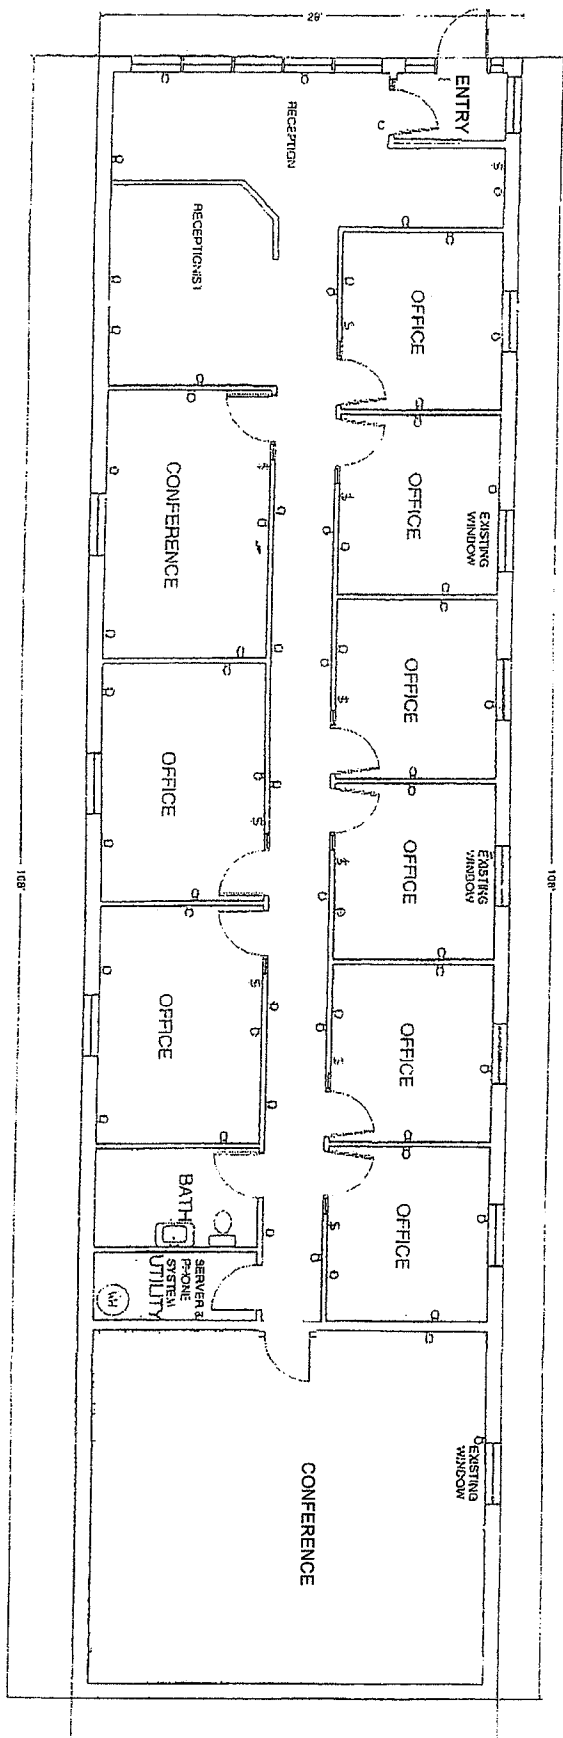 28'
ENTRY
RECEPTION
RECEPTIONIST
OFFICE
CONFERENCE
OFFICE
EXISTING
WINDOW
OFFICE
OFFICE
OFFICE
EXISTING
WINDOW
108'
108'
OFFICE
OFFICE
BATH
OFFICE
SERVER &
PHONE
SYSTEM
UTILITY
WH
EXISTING
WINDOW
CONFERENCE